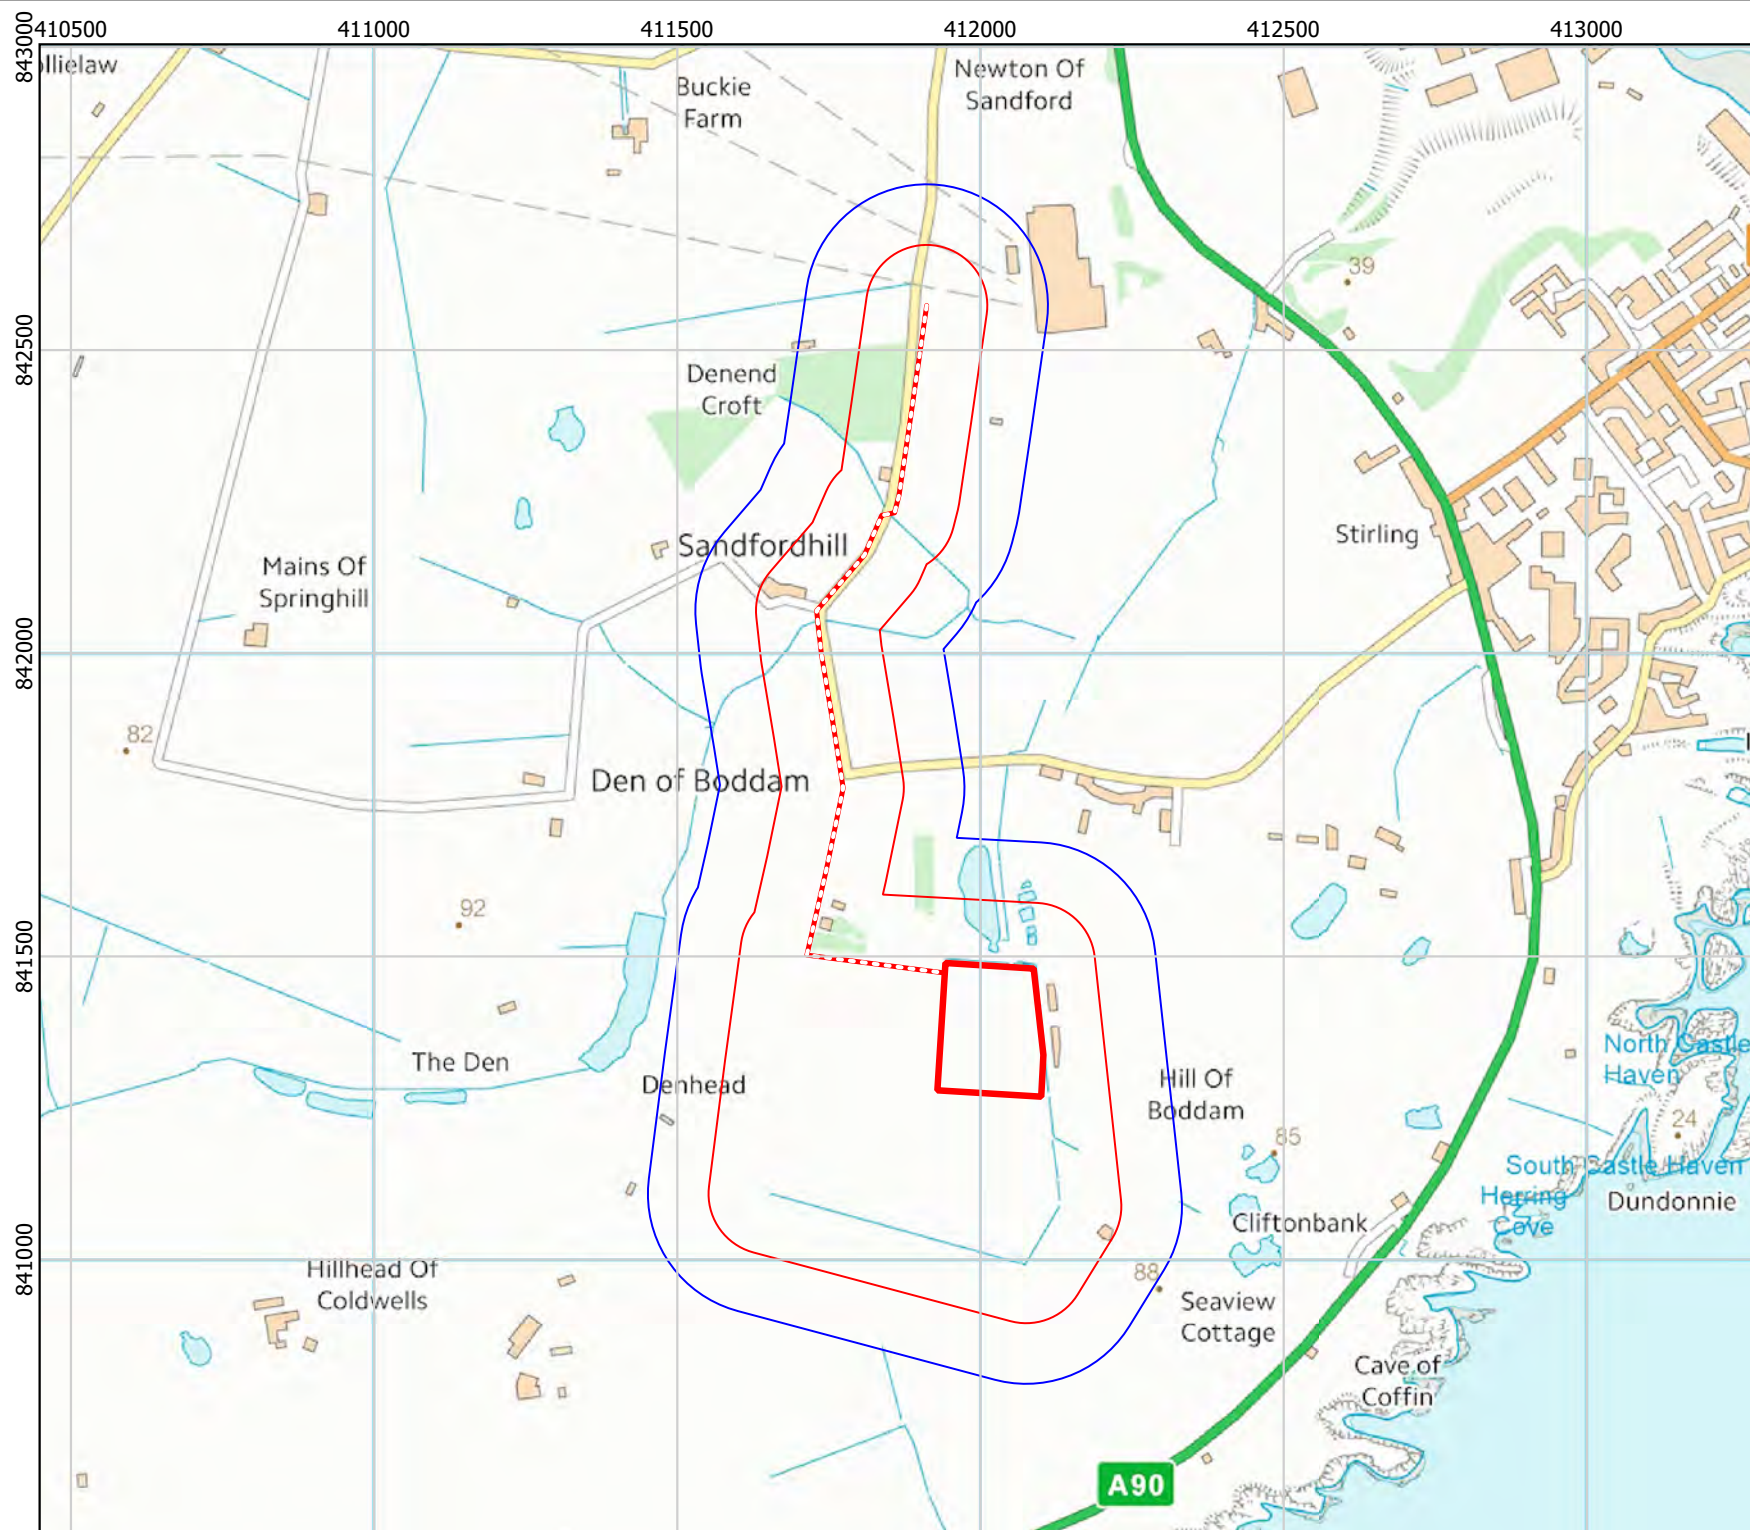 410500 411000 411500 412000 412500 413000
843000
842500
842000
841500
841000
Buckie
Farm
Newton Of
Sandford
39
Denend
Croft
Stirling
Sandfordhill
Mains Of
Springhill
82
Den of Boddam
92
The Den
Denhead
Hill Of
Boddam
85
North Castle
Haven
24
South Castle Haven
Herring
Cove
Dundonnie
Cliftonbank
88
Seaview
Cottage
Hillhead Of
Coldwells
Cave of
Coffin
A90